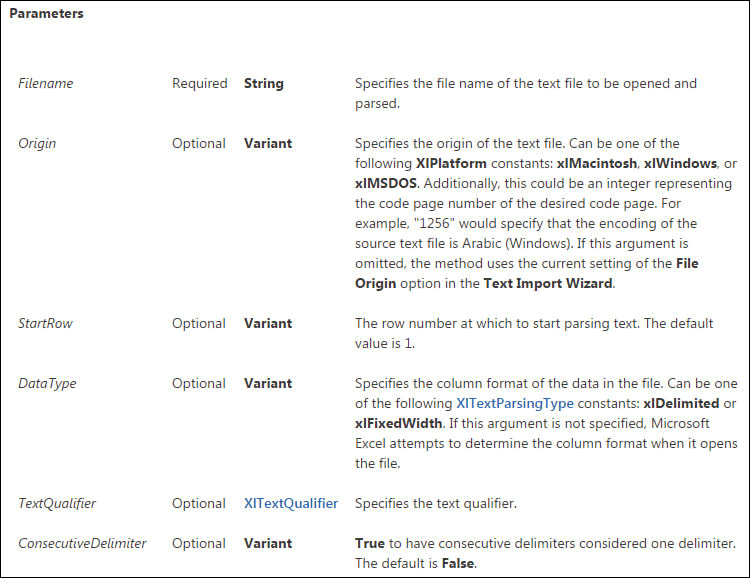 Parameters
Filename Required String Specifies the file name of the text file to be opened and
parsed.
Origin Optional Variant Specifies the origin of the text file. Can be one of the
following XlPlatform constants: xlMacintosh, xlWindows, or
xlMSDOS. Additionally, this could be an integer representing
the code page number of the desired code page. For
example, "1256" would specify that the encoding of the
source text file is Arabic (Windows). If this argument is
omitted, the method uses the current setting of the File
Origin option in the Text Import Wizard.
StartRow Optional Variant The row number at which to start parsing text. The default
value is 1.
DataType Optional Variant Specifies the column format of the data in the file. Can be one
of the following XlTextParsingType constants: xlDelimited or
xlFixedWidth. If this argument is not specified, Microsoft
Excel attempts to determine the column format when it opens
the file.
TextQualifier Optional XlTextQualifier Specifies the text qualifier.
ConsecutiveDelimiter Optional Variant True to have consecutive delimiters considered one delimiter.
The default is False.